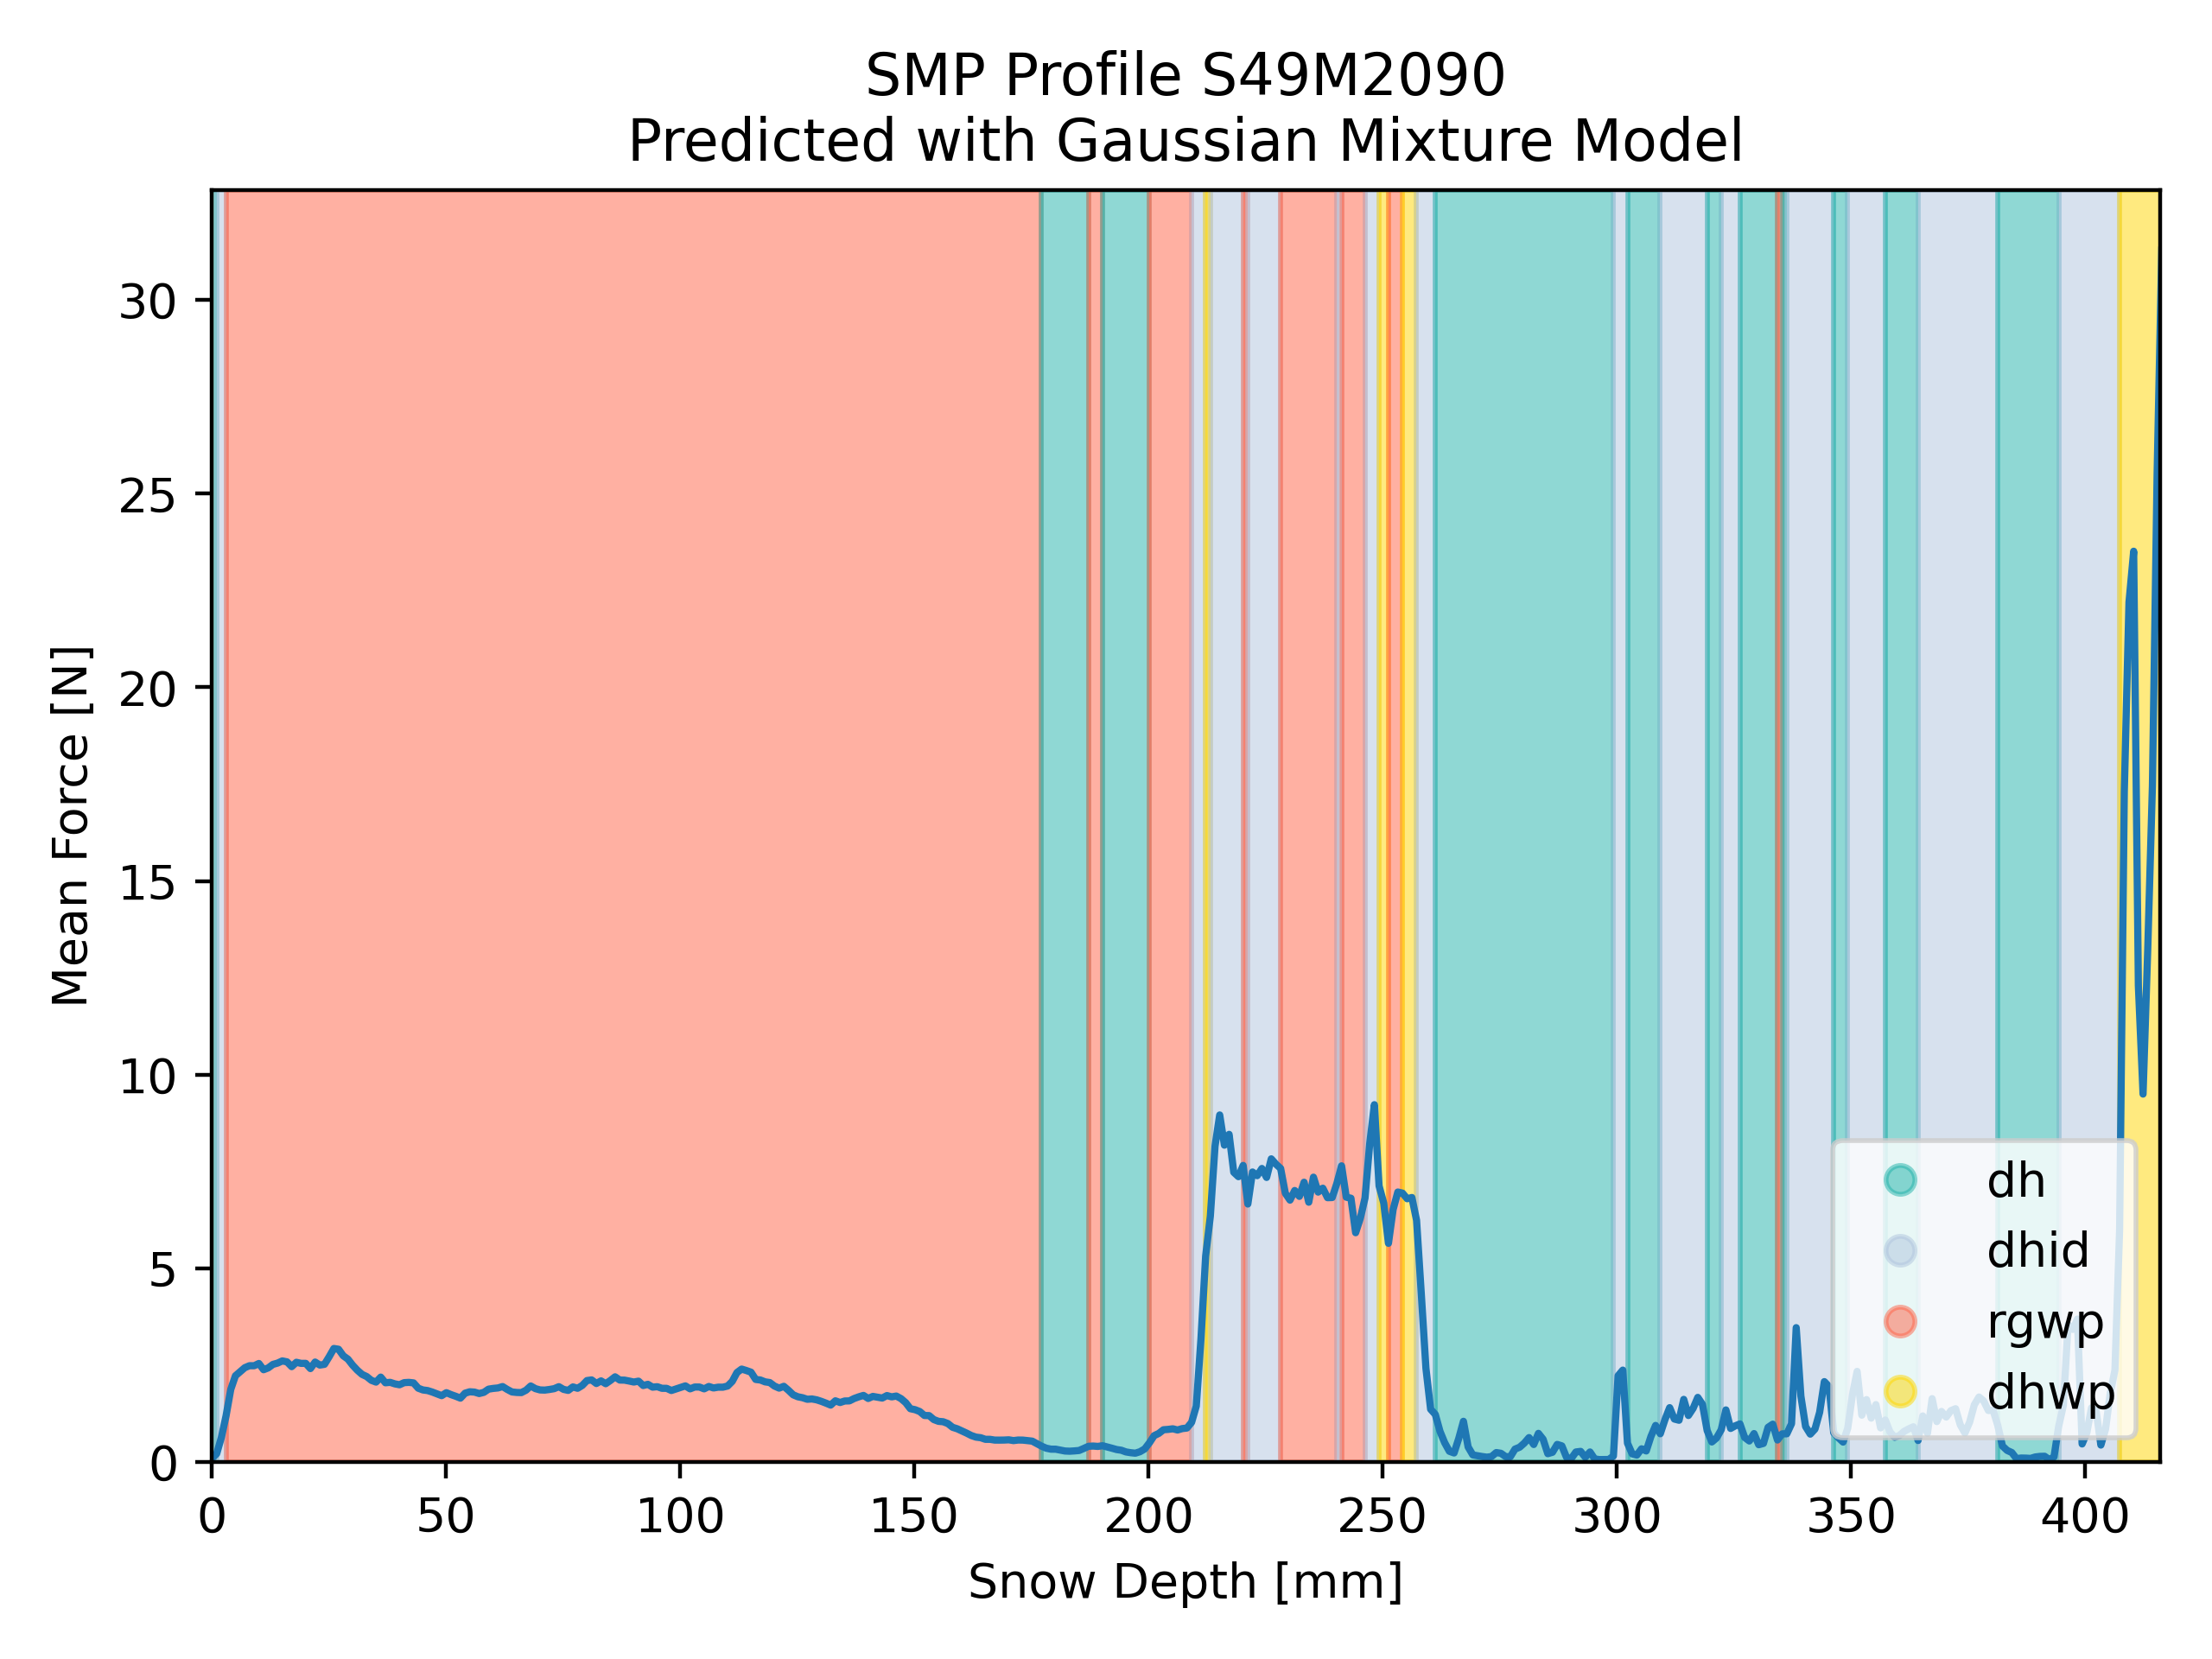 SMP Profile S49M2090
Predicted with Gaussian Mixture Model
Mean Force [N]
30
25
20
15
10
5
0
dh
dhid
rgwp
dhwp
0 50 100 150 200 250 300 350 400
Snow Depth [mm]